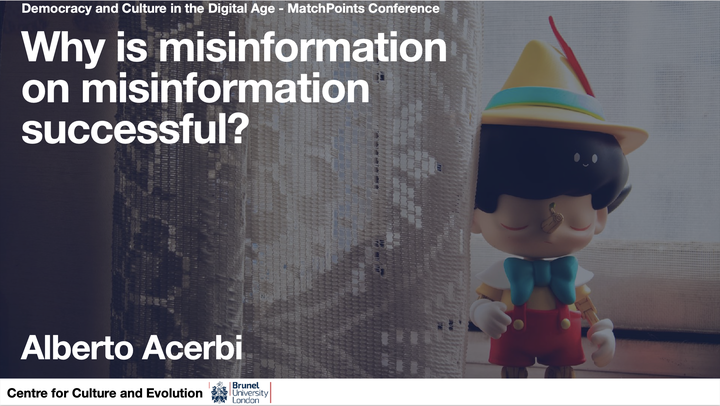 Democracy and Culture in the Digital Age - MatchPoints Conference
Why is misinformation
on misinformation
successful?
Alberto Acerbi
Centre for Culture and Evolution
Brunel
University
London